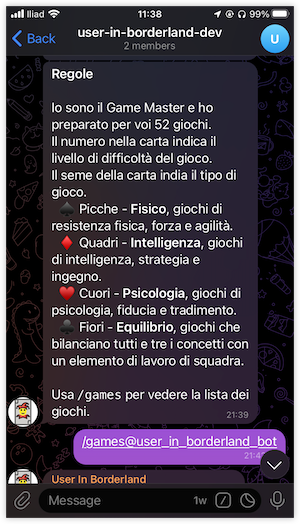 Iliad 11:38 99%
Back user-in-borderland-dev
2 members
U
Regole
Io sono il Game Master e ho
preparato per voi 52 giochi.
Il numero nella carta indica il
livello di difficoltà del gioco.
Il seme della carta india il tipo di
gioco.
♠️ Picche - Fisico, giochi di
resistenza fisica, forza e agilità.
♦️ Quadri - Intelligenza, giochi
di intelligenza, strategia e
ingegno.
♥️ Cuori - Psicologia, giochi di
psicologia, fiducia e tradimento.
♣️ Fiori - Equilibrio, giochi che
bilanciano tutti e tre i concetti con
un elemento di lavoro di squadra.
Usa /games per vedere la lista dei
giochi.
21:39
/games@user_in_borderland_bot
User In Borderland
Message 1w